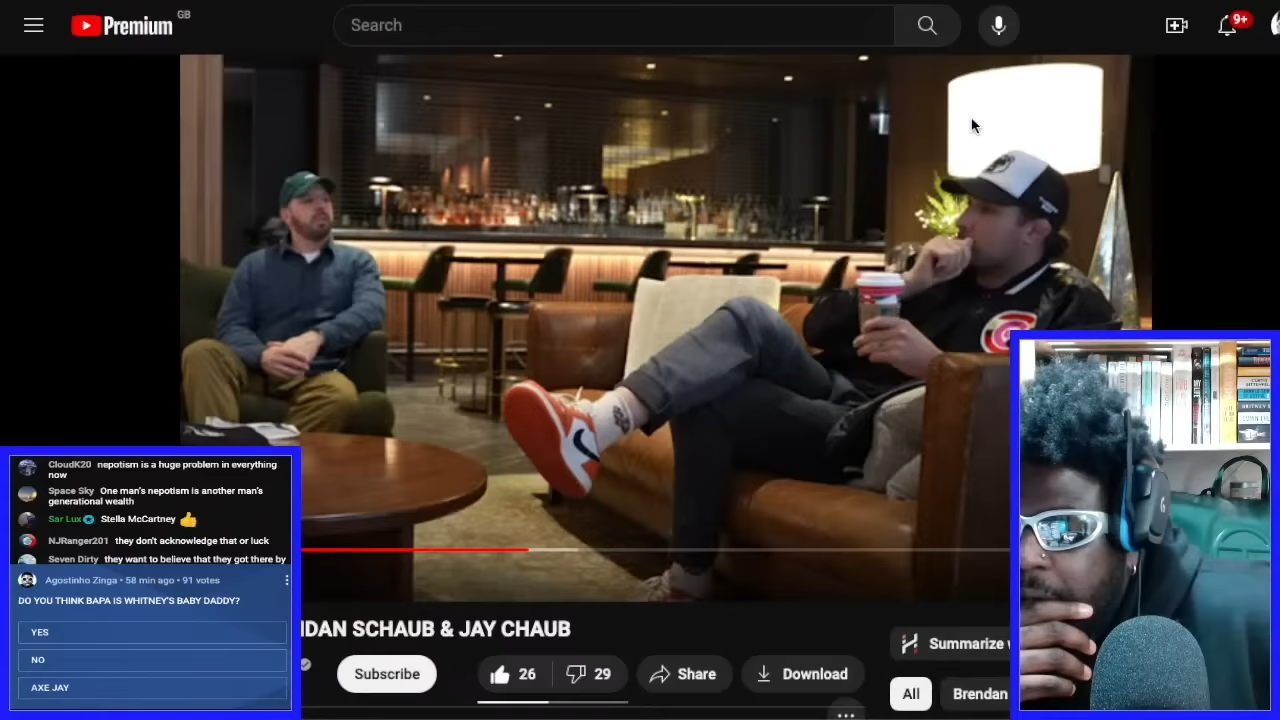 Premium GB
Search
9+
CloudK20 nepotism is a huge problem in everything
now
Space Sky One man's nepotism is another man's
generational wealth
Sar Lux Stella McCartney
NJRanger201 they don't acknowledge that or luck
Seven Dirty they want to believe that they got there by
Agostinho Zinga • 58 min ago • 91 votes
DO YOU THINK BAPA IS WHITNEY'S BABY DADDY?
YES
NO
AXE JAY
IDAN SCHAUB & JAY CHAUB
Subscribe
26
29
Share
Download
Summarize
All
Brendan